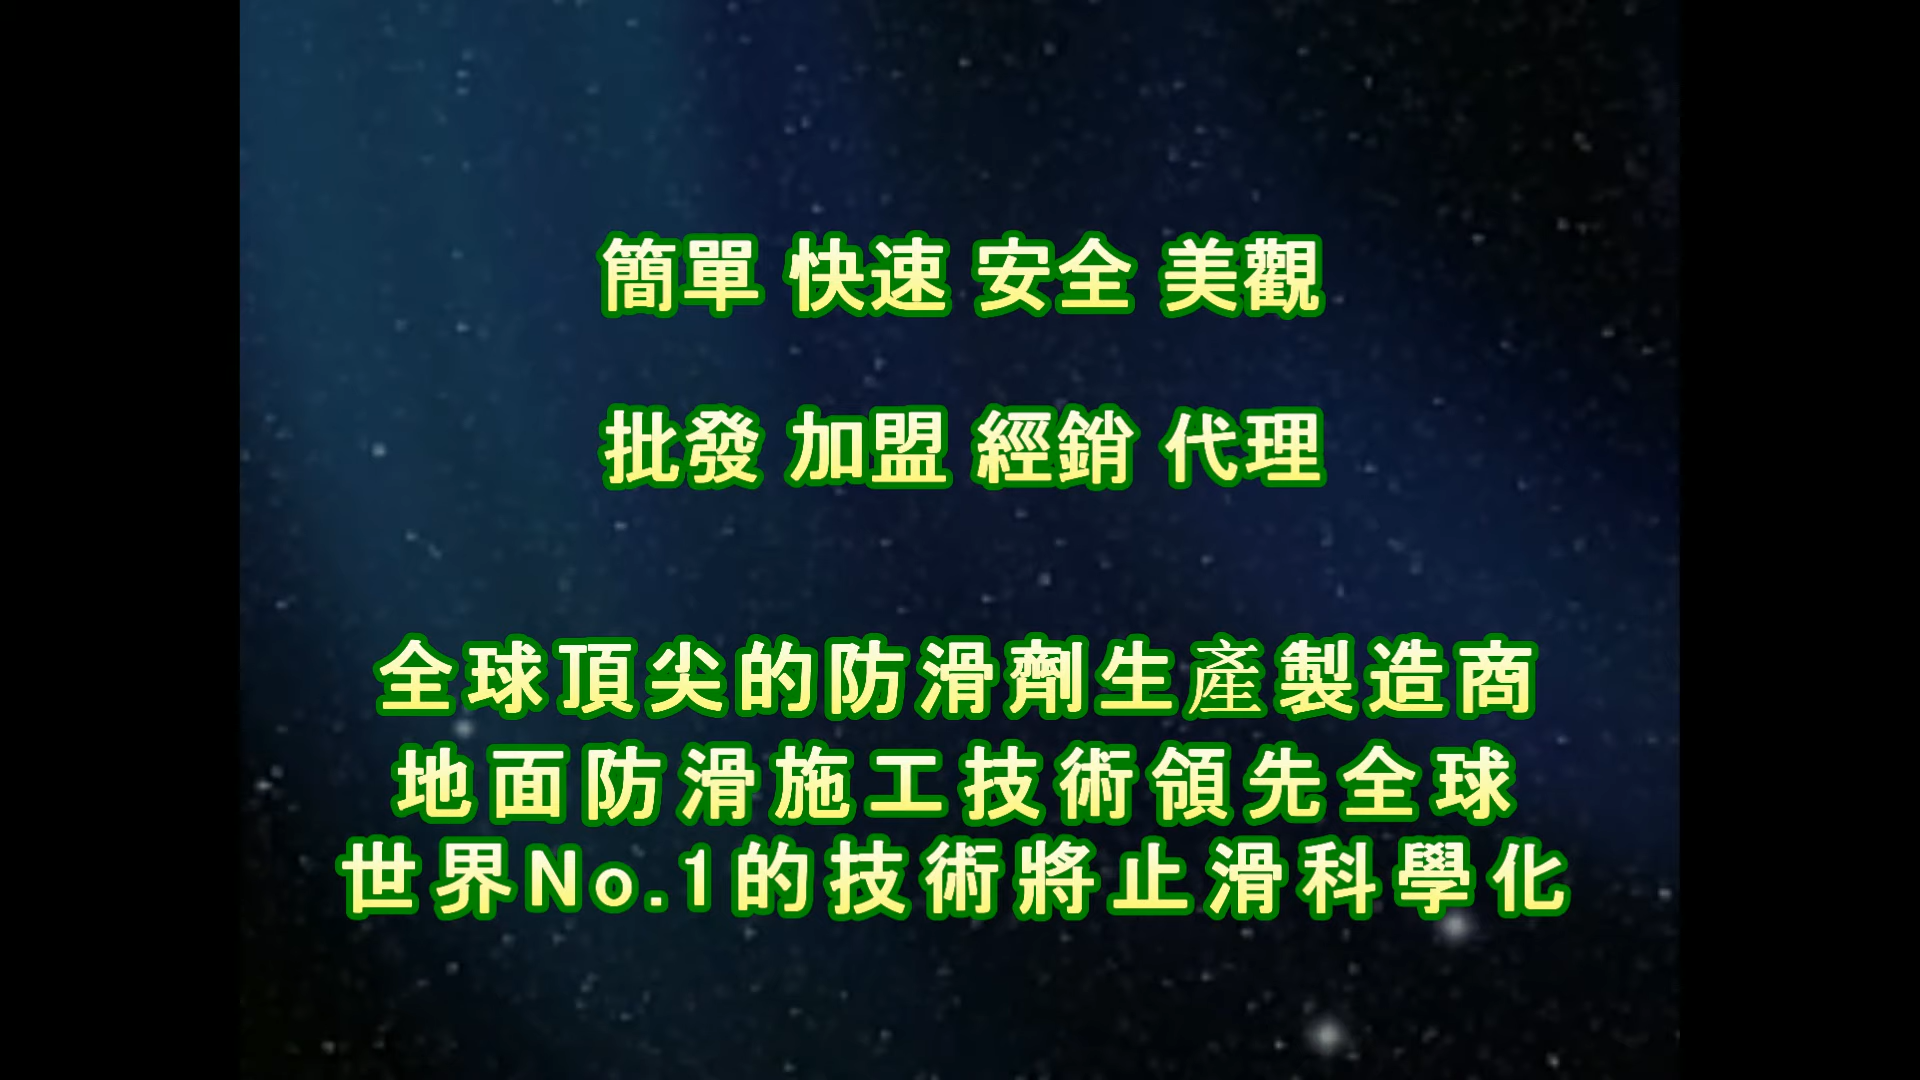 簡單 快速 安全 美觀
批發 加盟 經銷 代理
全球頂尖的防滑劑生產製造商
地面防滑施工技術領先全球
世界No.1的技術將止滑科學化